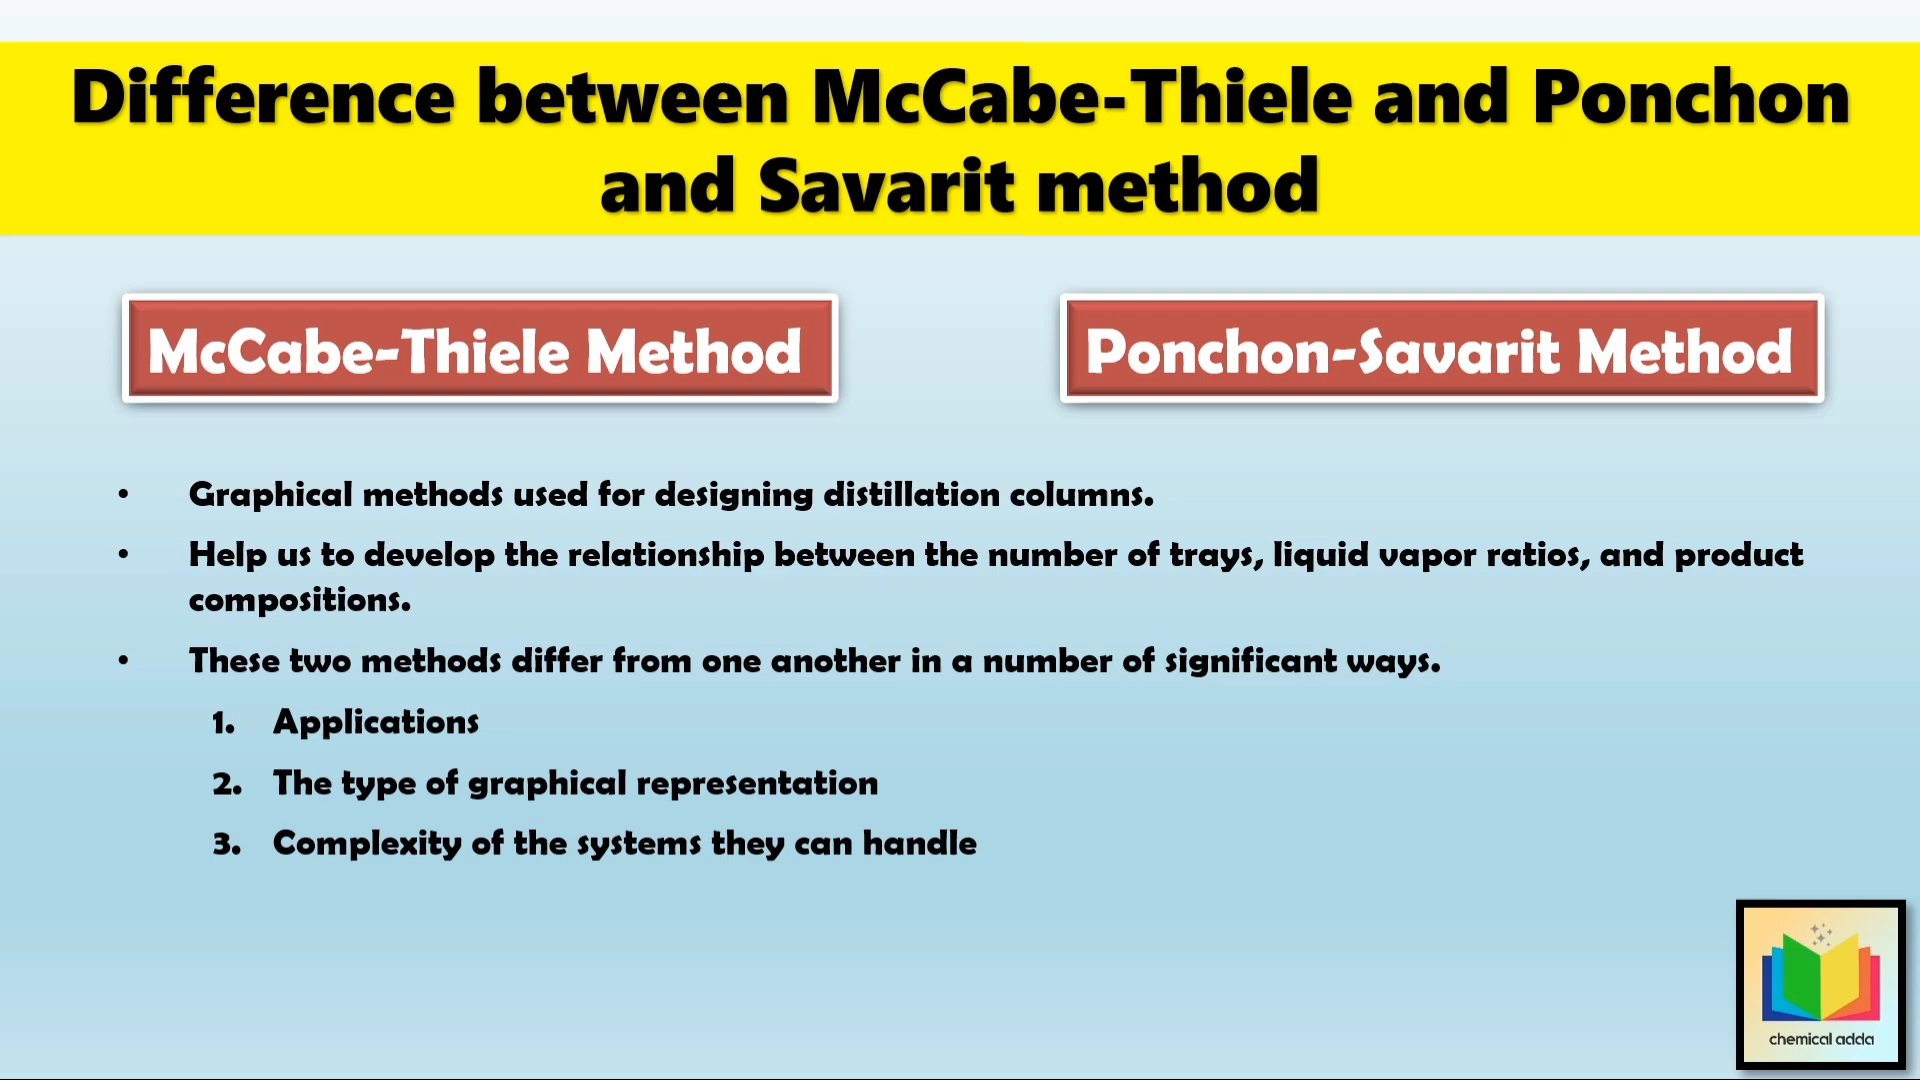 Difference between McCabe-Thiele and Ponchon
and Savarit method
McCabe-Thiele Method
Ponchon-Savarit Method
• Graphical methods used for designing distillation columns.
• Help us to develop the relationship between the number of trays, liquid vapor ratios, and product
compositions.
• These two methods differ from one another in a number of significant ways.
1. Applications
2. The type of graphical representation
3. Complexity of the systems they can handle
chemical adda